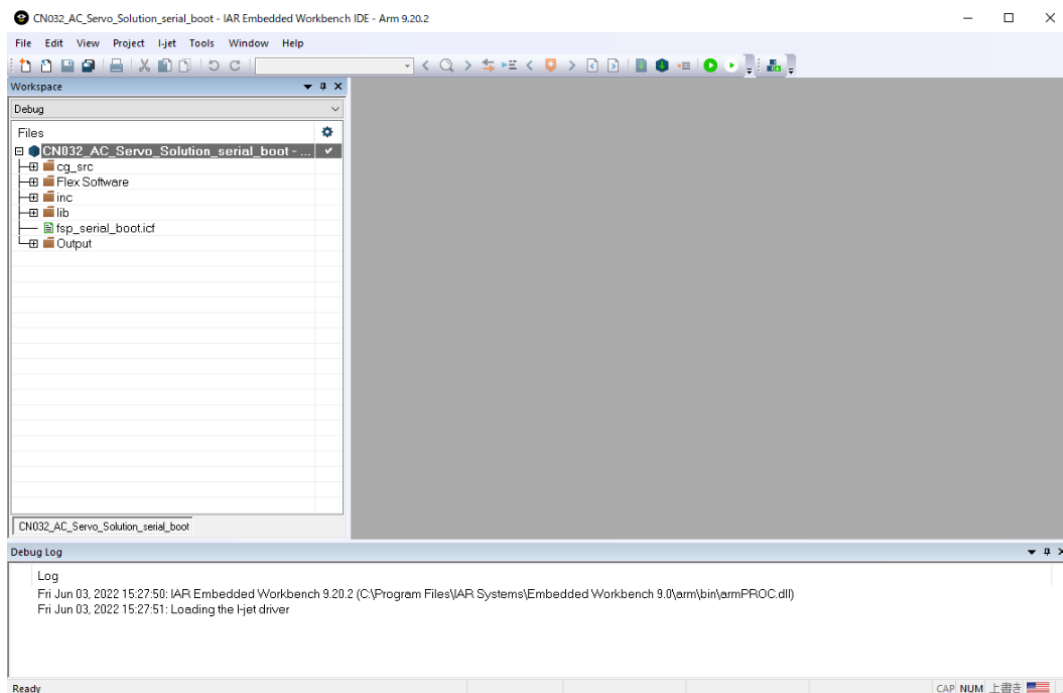 CN032_AC_Servo_Solution_serial_boot - IAR Embedded Workbench IDE - Arm 9.20.2
File Edit View Project I-jet Tools Window Help
Workspace
Debug
Files
CN032_AC_Servo_Solution_serial_boot - ...
cg_src
Flex Software
inc
lib
fsp_serial_boot.icf
Output
CN032_AC_Servo_Solution_serial_boot
Debug Log
Log
Fri Jun 03, 2022 15:27:50: IAR Embedded Workbench 9.20.2 (C:\Program Files\IAR Systems\Embedded Workbench 9.0\arm\bin\armPROC.dll)
Fri Jun 03, 2022 15:27:51: Loading the I-jet driver
Ready CAP NUM 上書き